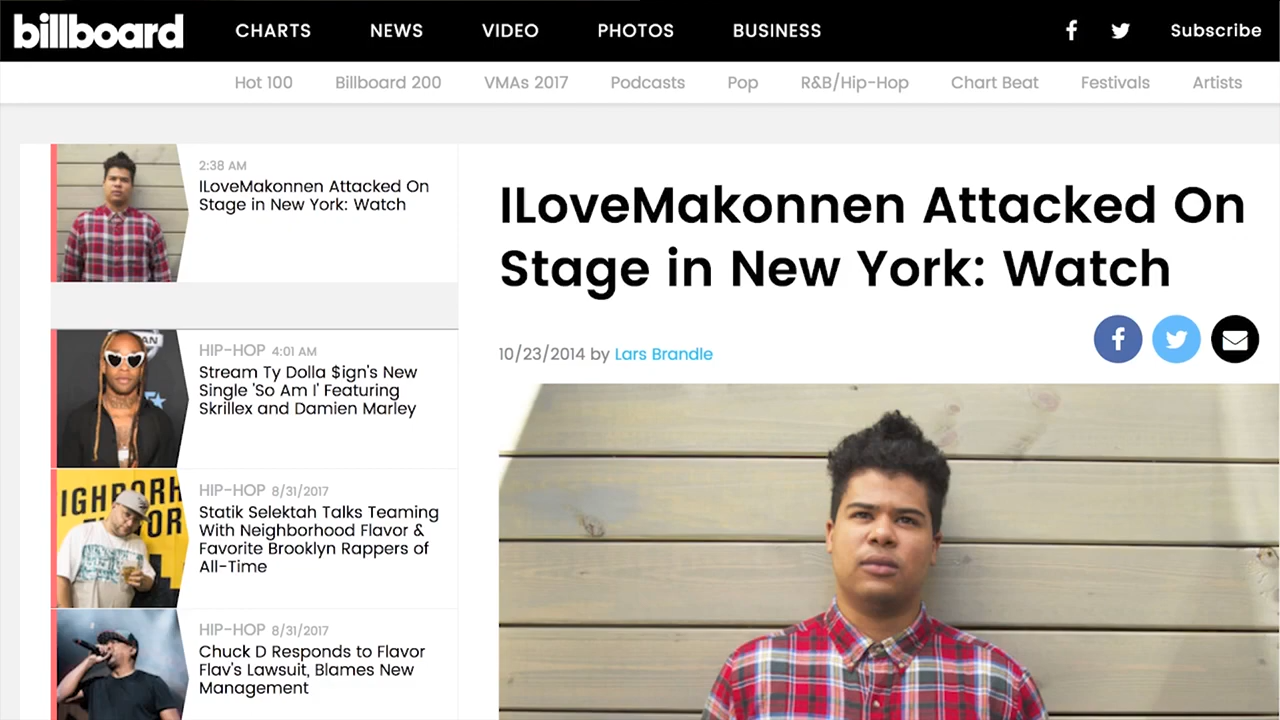 billboard CHARTS NEWS VIDEO PHOTOS BUSINESS f Subscribe
Hot 100 Billboard 200 VMAs 2017 Podcasts Pop R&B/Hip-Hop Chart Beat Festivals Artists
2:38 AM
ILoveMakonnen Attacked On
Stage in New York: Watch
HIP-HOP 4:01 AM
Stream Ty Dolla $ign's New
Single 'So Am I' Featuring
Skrillex and Damien Marley
IGHBORH
FLAVOR
HIP-HOP 8/31/2017
Statik Selektah Talks Teaming
With Neighborhood Flavor &
Favorite Brooklyn Rappers of
All-Time
HIP-HOP 8/31/2017
Chuck D Responds to Flavor
Flav's Lawsuit, Blames New
Management
ILoveMakonnen Attacked On
Stage in New York: Watch
f
10/23/2014 by Lars Brandle